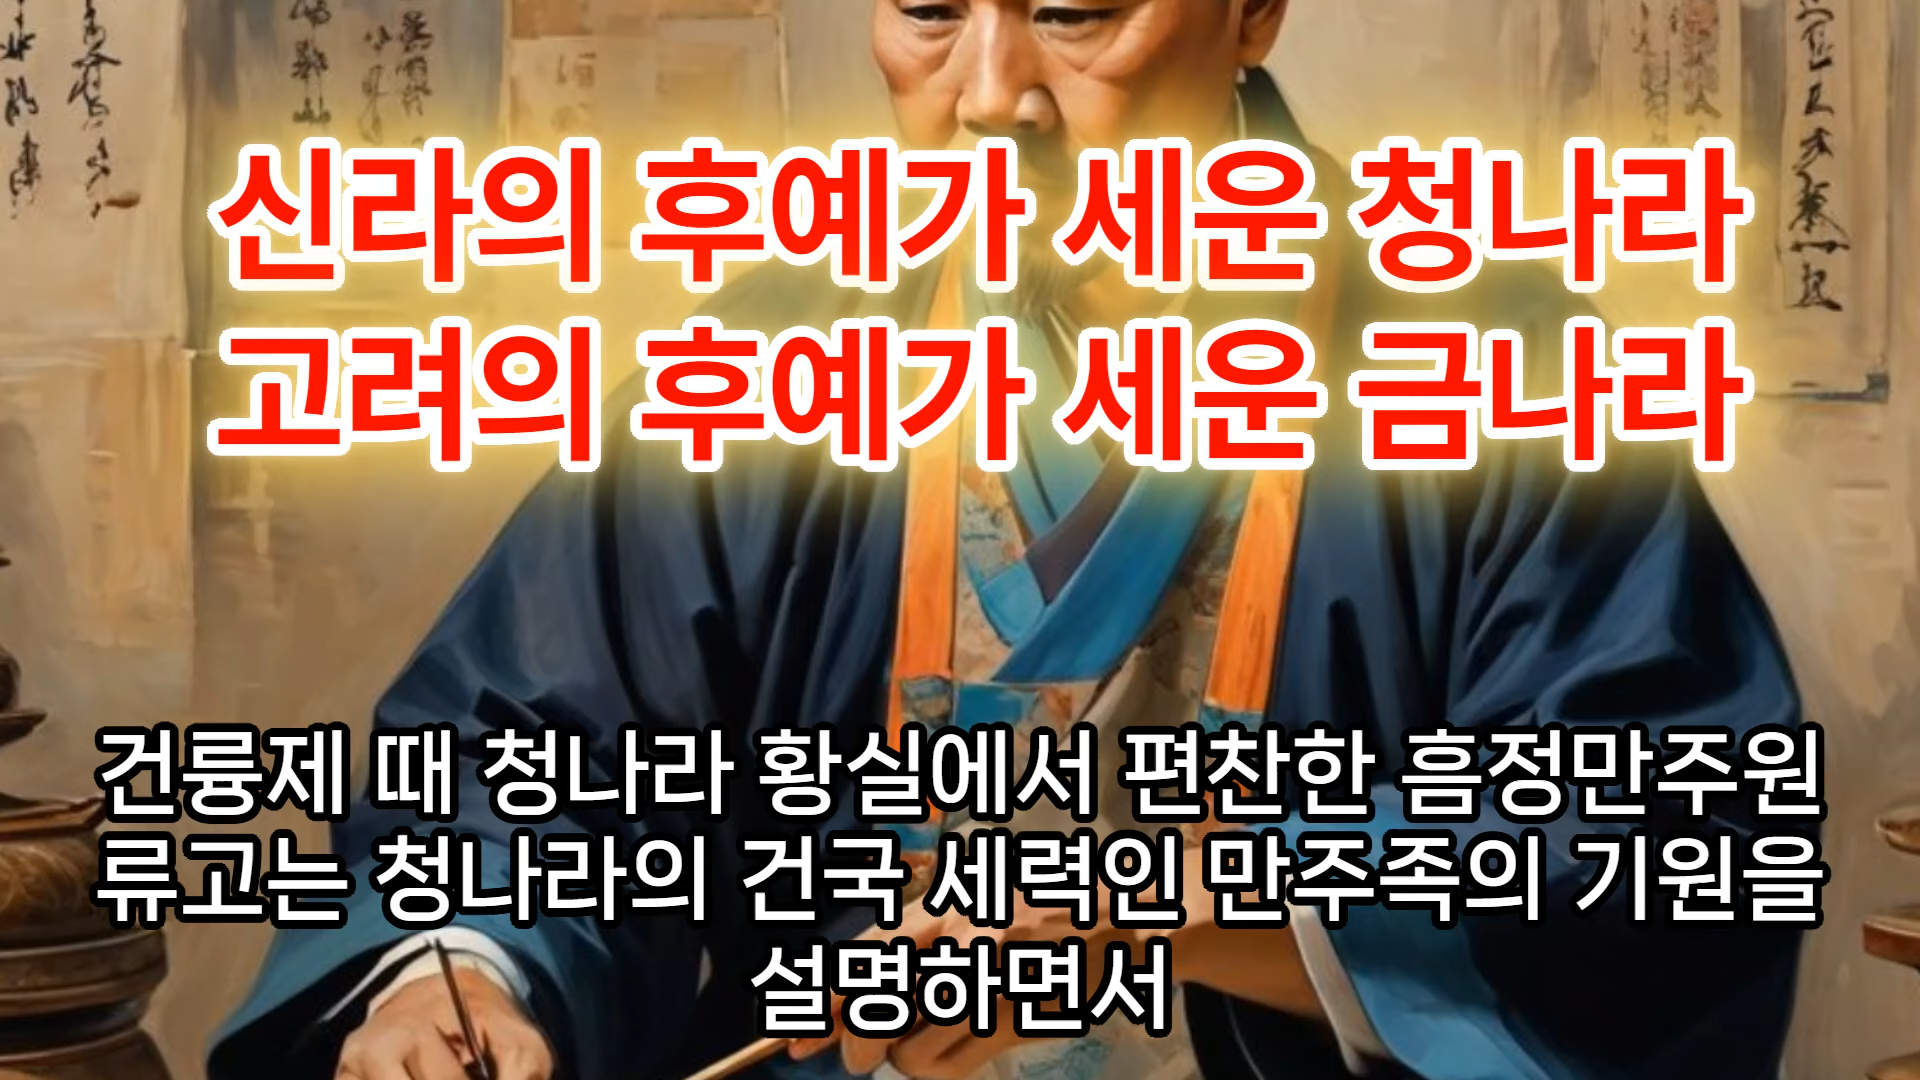 신라의 후예가 세운 청나라
고려의 후예가 세운 금나라
건륭제 때 청나라 황실에서 편찬한 흠정만주원
류고는 청나라의 건국 세력인 만주족의 기원을
설명하면서